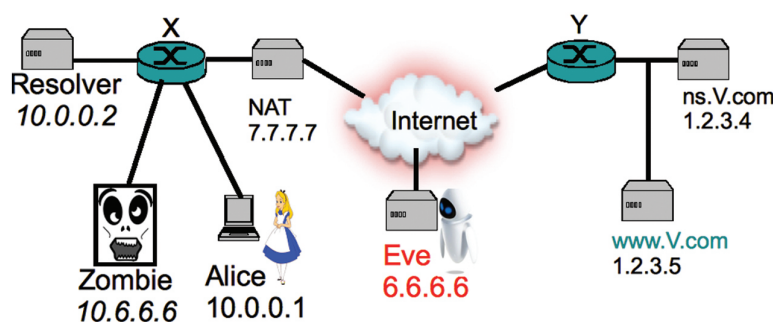 X
Y
Resolver
10.0.0.2
NAT
7.7.7.7
Internet
ns.V.com
1.2.3.4
Zombie
10.6.6.6
Alice
10.0.0.1
Eve
6.6.6.6
www.V.com
1.2.3.5